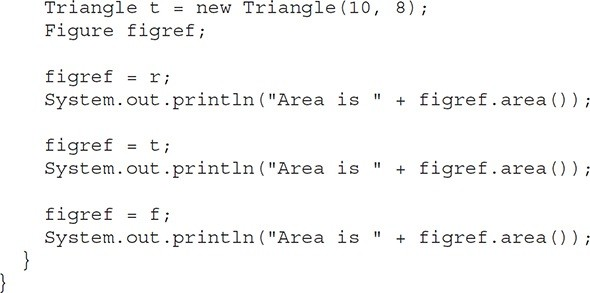 Triangle t = new Triangle(10, 8);
Figure figref;
figref = r;
System.out.println("Area is " + figref.area());
figref = t;
System.out.println("Area is " + figref.area());
figref = f;
System.out.println("Area is " + figref.area());
}
}